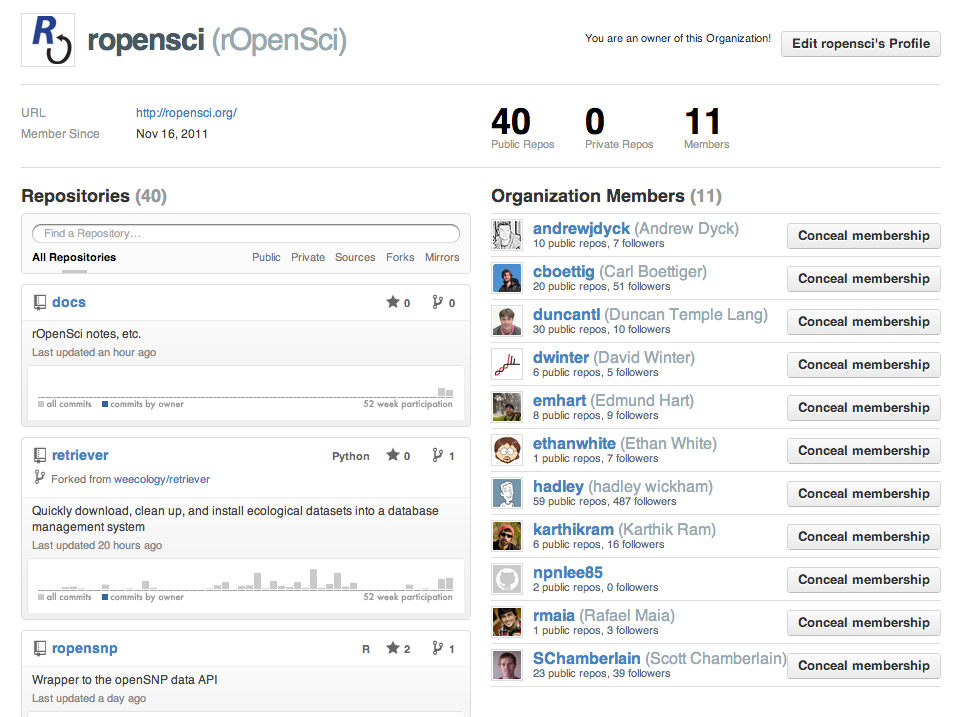 R
ropensci (rOpenSci)
You are an owner of this Organization!
Edit ropensci's Profile
URL http://ropensci.org/
Member Since Nov 16, 2011
40 0 11
Public Repos Private Repos Members
Repositories (40)
Find a Repository…
All Repositories Public Private Sources Forks Mirrors
docs 0 0
rOpenSci notes, etc.
Last updated an hour ago
all commits commits by owner 52 week participation
retriever Python 0 1
Forked from weecology/retriever
Quickly download, clean up, and install ecological datasets into a database
management system
Last updated 20 hours ago
all commits commits by owner 52 week participation
ropensnp R 2 1
Wrapper to the openSNP data API
Last updated a day ago
Organization Members (11)
andrewjdyck (Andrew Dyck) Conceal membership
10 public repos, 7 followers
cboettig (Carl Boettiger) Conceal membership
20 public repos, 51 followers
duncantl (Duncan Temple Lang) Conceal membership
30 public repos, 10 followers
dwinter (David Winter) Conceal membership
6 public repos, 5 followers
emhart (Edmund Hart) Conceal membership
8 public repos, 9 followers
ethanwhite (Ethan White) Conceal membership
1 public repos, 7 followers
hadley (hadley wickham) Conceal membership
59 public repos, 487 followers
karthikram (Karthik Ram) Conceal membership
6 public repos, 16 followers
npnlee85 Conceal membership
2 public repos, 0 followers
rmaia (Rafael Maia) Conceal membership
1 public repos, 3 followers
SChamberlain (Scott Chamberlain) Conceal membership
23 public repos, 39 followers